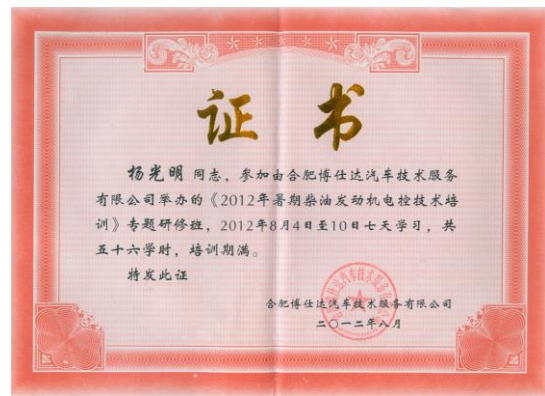 证书
杨光明 同志，参加由合肥博仕达汽车技术服务
有限公司举办的《2012年暑期柴油发动机电控技术培
训》专题研修班，2012年8月4日至10日七天学习，共
五十六学时，培训期满。
特发此证
合肥博仕达汽车技术服务有限公司
二〇一二年八月